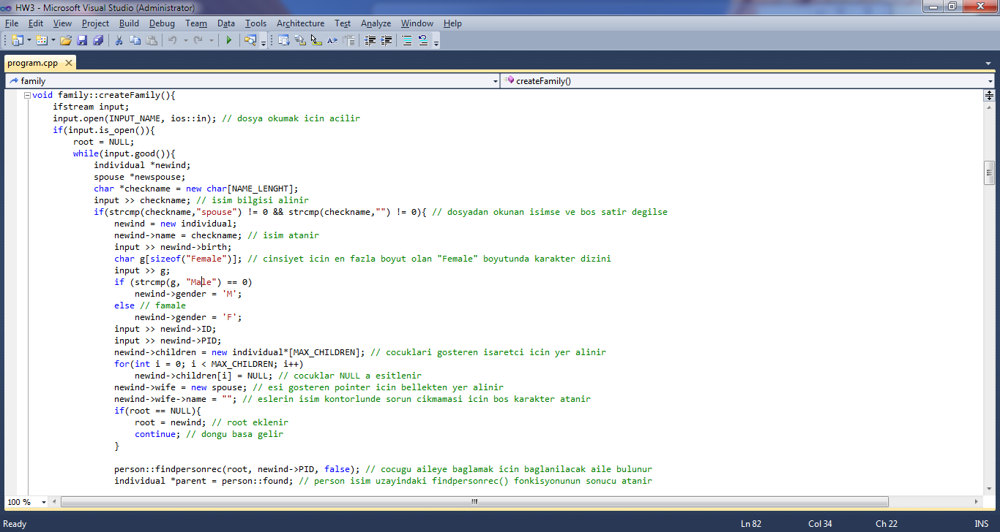 HW3 - Microsoft Visual Studio (Administrator)
File Edit View Project Build Debug Team Data Tools Architecture Test Analyze Window Help
program.cpp
family createFamily()
void family::createFamily(){
ifstream input;
input.open(INPUT_NAME, ios::in); // dosya okumak icin acilir
if(input.is_open()){
root = NULL;
while(input.good()){
individual *newind;
spouse *newspouse;
char *checkname = new char[NAME_LENGHT];
input >> checkname; // isim bilgisi alinir
if(strcmp(checkname,"spouse") != 0 && strcmp(checkname,"") != 0){ // dosyadan okunan isimse ve bos satir degilse
newind = new individual;
newind->name = checkname; // isim atanir
input >> newind->birth;
char g[sizeof("Female")]; // cinsiyet icin en fazla boyut olan "Female" boyutunda karakter dizini
input >> g;
if (strcmp(g, "Male") == 0)
newind->gender = 'M';
else // famale
newind->gender = 'F';
input >> newind->ID;
input >> newind->PID;
newind->children = new individual*[MAX_CHILDREN]; // cocuklari gosteren isaretci icin yer alinir
for(int i = 0; i < MAX_CHILDREN; i++)
newind->children[i] = NULL; // cocuklar NULL a esitlenir
newind->wife = new spouse; // esi gosteren pointer icin bellekten yer alinir
newind->wife->name = ""; // eslerin isim kontorlunde sorun cikmamasi icin bos karakter atanir
if(root == NULL){
root = newind; // root eklenir
continue; // dongu basa gelir
}
person::findpersonrec(root, newind->PID, false); // cocugu aileye baglamak icin baglanilacak aile bulunur
individual *parent = person::found; // person isim uzayindaki findpersonrec() fonkisyonunun sonucu atanir
100 %
Ready Ln 82 Col 34 Ch 22 INS